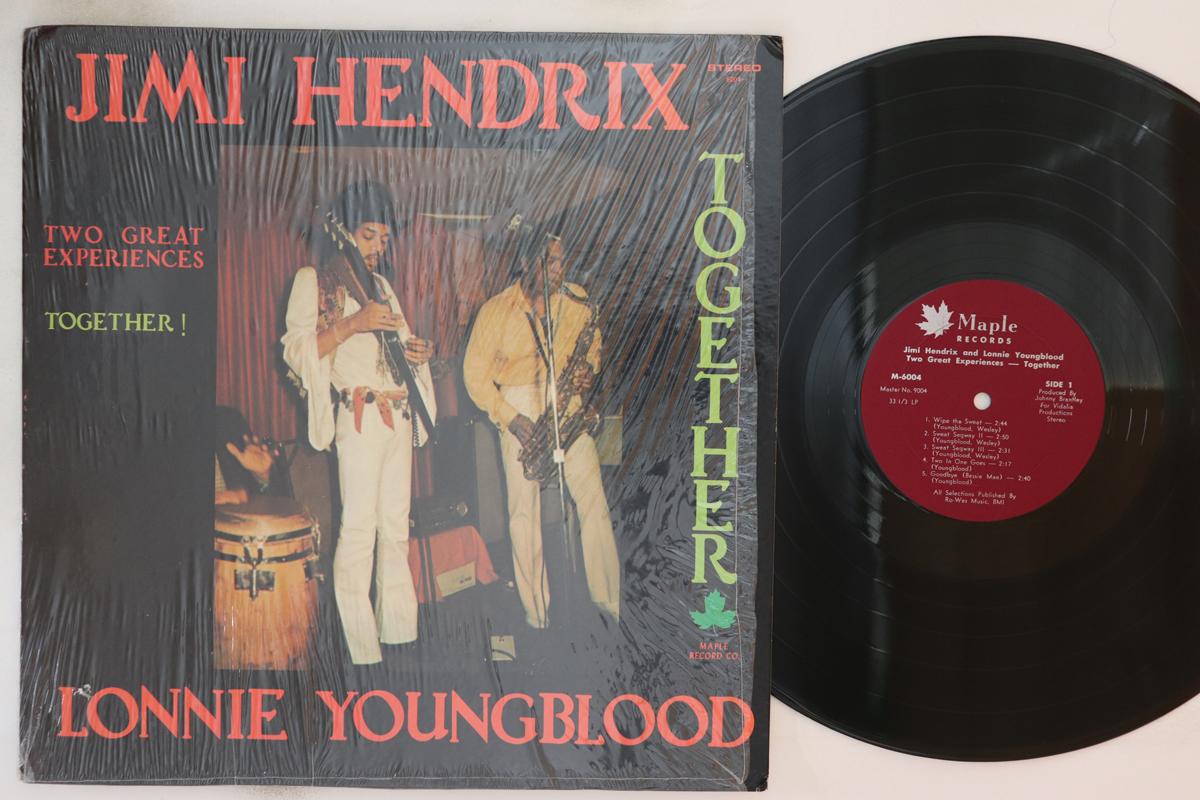 JIMI HENDRIX
STEREO
TWO GREAT
EXPERIENCES
TOGETHER!
TOGETHER
MAPLE
RECORD CO.
LONNIE YOUNGBLOOD
Maple
RECORDS
Jimi Hendrix and Lonnie Youngblood
Two Great Experiences — Together
M-6004
Master No. 9004
33 1/3 LP
SIDE 1
Produced By
Johnny Brantley
For Vidalia
Productions
Stereo
1. Wipe the Sweat — 2:44
(Youngblood, Wesley)
2. Sweat Segway II — 2:50
(Youngblood, Wesley)
3. Sweat Segway III — 2:31
(Youngblood, Wesley)
4. Two In One Goes — 2:17
(Youngblood)
5. Goodbye (Bessie Mae) — 2:40
(Youngblood)
All Selections Published By
Ro-Wes Music, BMI